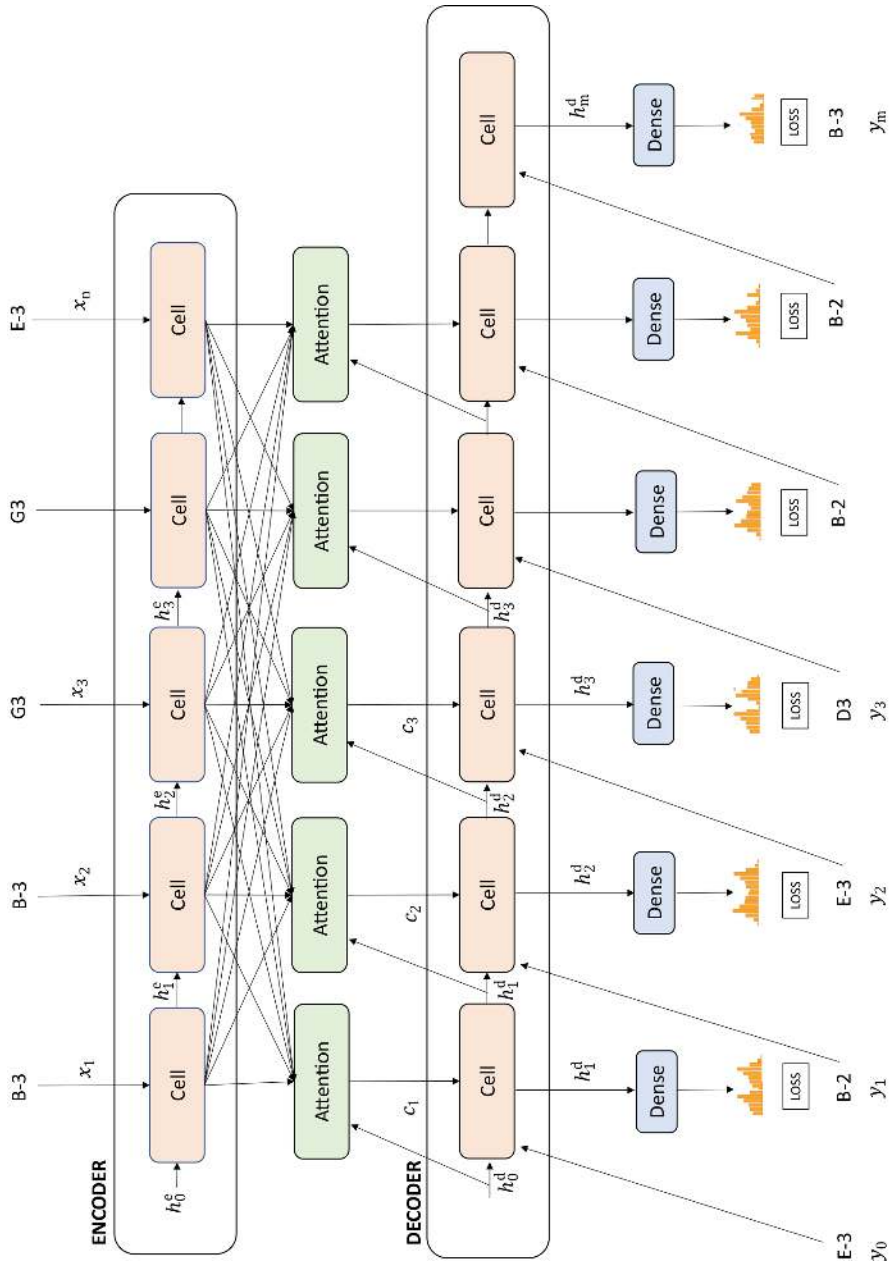 E-3
B-3 B-3 G3 G3 E-3
x₁ x₂ x₃ xₙ
ENCODER
h₀ᵉ Cell h₁ᵉ Cell h₂ᵉ Cell h₃ᵉ Cell Cell
Attention Attention Attention Attention Attention
c₁ c₂ c₃
DECODER
h₀ᵈ Cell h₁ᵈ Cell h₂ᵈ Cell h₃ᵈ Cell Cell Cell
h₁ᵈ h₂ᵈ h₃ᵈ hₘᵈ
Dense Dense Dense Dense Dense Dense
LOSS LOSS LOSS LOSS LOSS LOSS
E-3 B-2 E-3 D3 B-2 B-2 B-3
y₀ y₁ y₂ y₃ yₘ